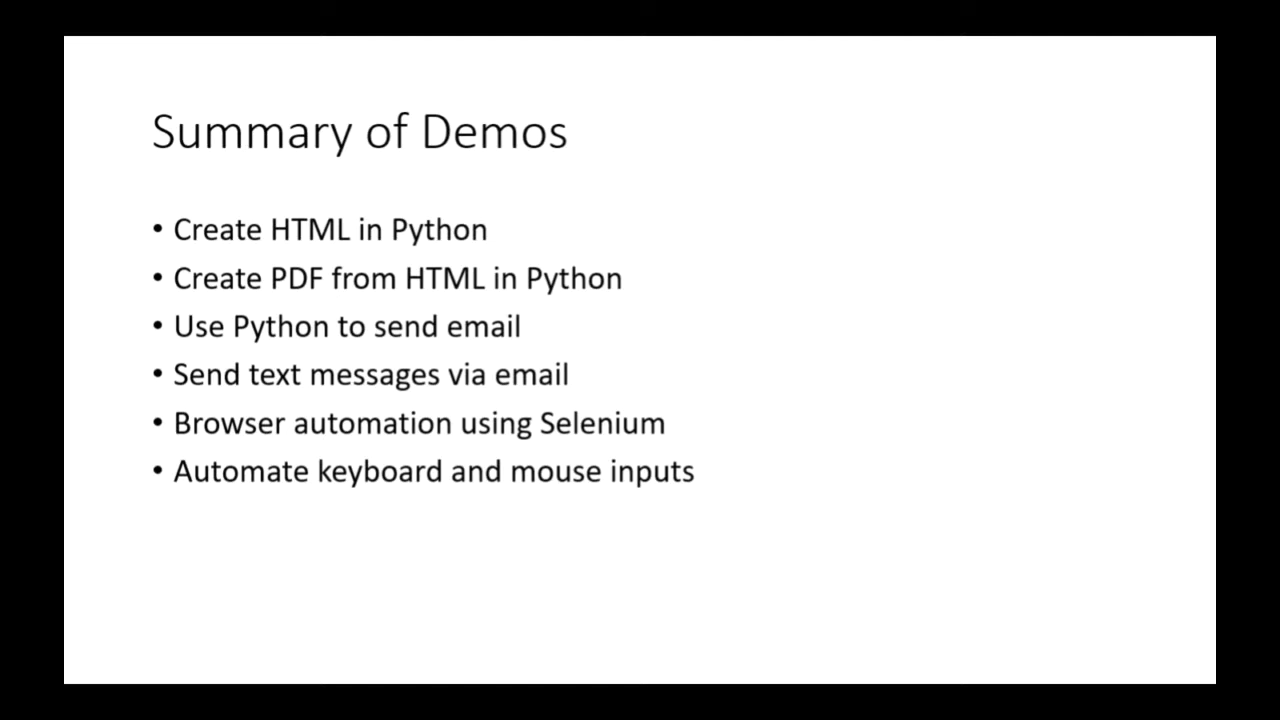 Summary of Demos
• Create HTML in Python
• Create PDF from HTML in Python
• Use Python to send email
• Send text messages via email
• Browser automation using Selenium
• Automate keyboard and mouse inputs